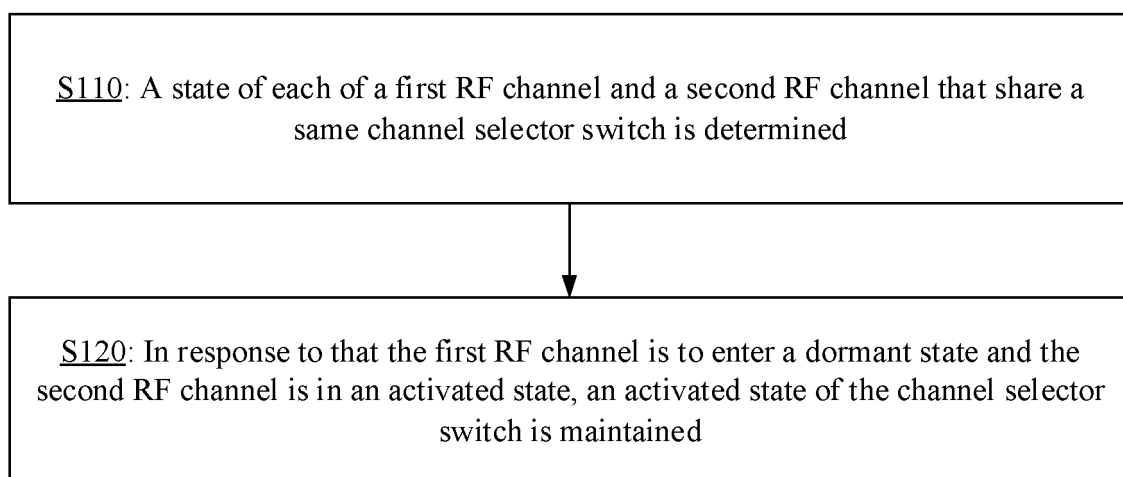 S110: A state of each of a first RF channel and a second RF channel that share a
same channel selector switch is determined
S120: In response to that the first RF channel is to enter a dormant state and the
second RF channel is in an activated state, an activated state of the channel selector
switch is maintained